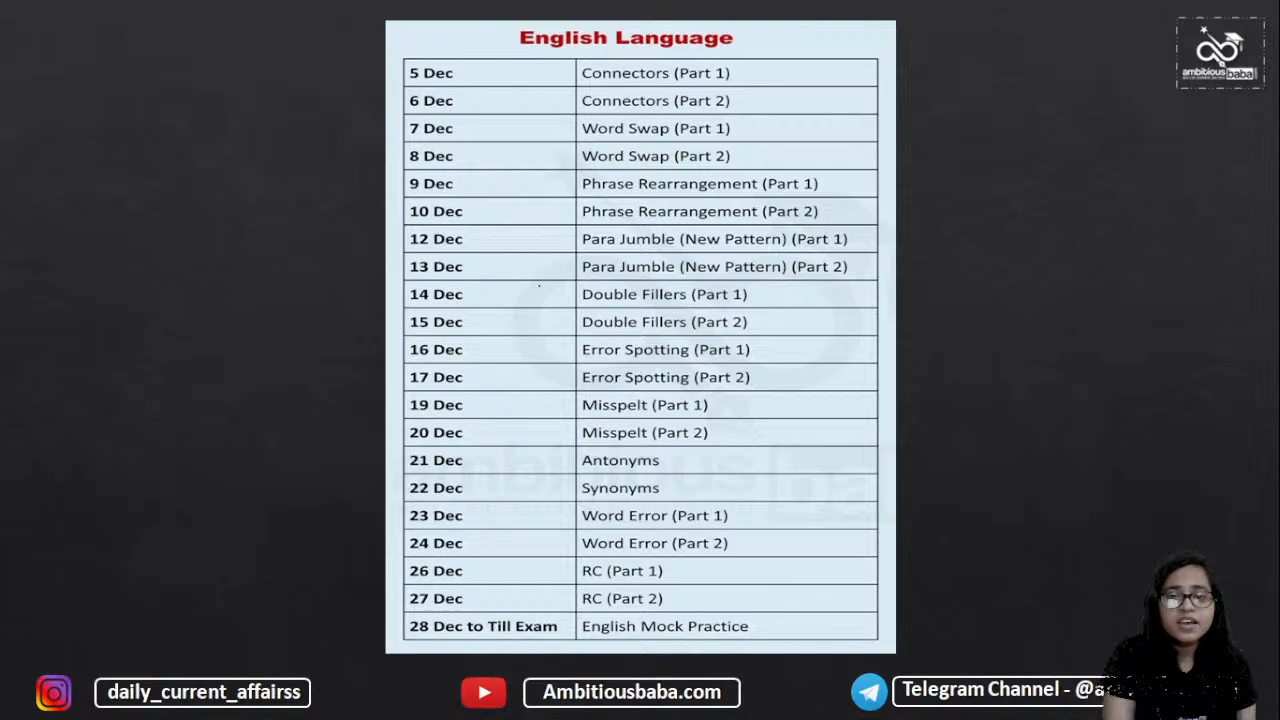 English Language
5 Dec Connectors (Part 1)
6 Dec Connectors (Part 2)
7 Dec Word Swap (Part 1)
8 Dec Word Swap (Part 2)
9 Dec Phrase Rearrangement (Part 1)
10 Dec Phrase Rearrangement (Part 2)
12 Dec Para Jumble (New Pattern) (Part 1)
13 Dec Para Jumble (New Pattern) (Part 2)
14 Dec Double Fillers (Part 1)
15 Dec Double Fillers (Part 2)
16 Dec Error Spotting (Part 1)
17 Dec Error Spotting (Part 2)
19 Dec Misspelt (Part 1)
20 Dec Misspelt (Part 2)
21 Dec Antonyms
22 Dec Synonyms
23 Dec Word Error (Part 1)
24 Dec Word Error (Part 2)
26 Dec RC (Part 1)
27 Dec RC (Part 2)
28 Dec to Till Exam English Mock Practice
ambitious baba
daily_current_affairss
Ambitiousbaba.com
Telegram Channel -